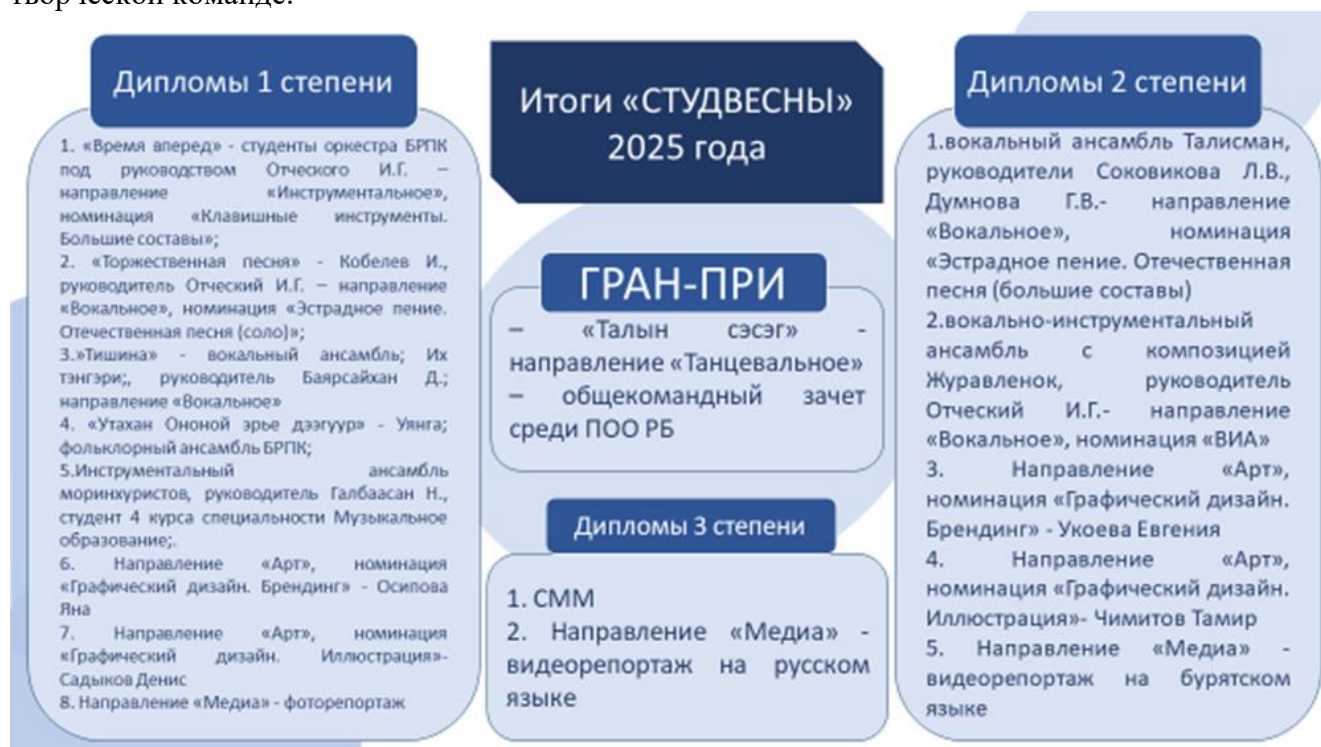 творческой команде.
Дипломы 1 степени
1. «Время вперед» - студенты оркестра БРПК
под руководством Отческого И.Г. –
направление «Инструментальное»,
номинация «Клавишные инструменты.
Большие составы»;
2. «Торжественная песня» - Кобелев И.,
руководитель Отческий И.Г. – направление
«Вокальное», номинация «Эстрадное пение.
Отечественная песня (соло)»;
3.»Тишина» - вокальный ансамбль; Их
тэнгэри;, руководитель Баярсайхан Д.;
направление «Вокальное»
4. «Утахан Ононой эрье дээгуур» - Уянга;
фольклорный ансамбль БРПК;
5.Инструментальный ансамбль
моринхуристов, руководитель Галбаасан Н.,
студент 4 курса специальности Музыкальное
образование;.
6. Направление «Арт», номинация
«Графический дизайн. Брендинг» - Осипова
Яна
7. Направление «Арт», номинация
«Графический дизайн. Иллюстрация»-
Садыков Денис
8. Направление «Медиа» - фоторепортаж
Итоги «СТУДВЕСНЫ»
2025 года
ГРАН-ПРИ
– «Талын сэсэг» -
направление «Танцевальное»
– общекомандный зачет
среди ПОО РБ
Дипломы 3 степени
1. СММ
2. Направление «Медиа» -
видеорепортаж на русском
языке
Дипломы 2 степени
1.вокальный ансамбль Талисман,
руководители Соковикова Л.В.,
Думнова Г.В.- направление
«Вокальное», номинация
«Эстрадное пение. Отечественная
песня (большие составы)
2.вокально-инструментальный
ансамбль с композицией
Журавленок, руководитель
Отческий И.Г.- направление
«Вокальное», номинация «ВИА»
3. Направление «Арт»,
номинация «Графический дизайн.
Брендинг» - Укоева Евгения
4. Направление «Арт»,
номинация «Графический дизайн.
Иллюстрация»- Чимитов Тамир
5. Направление «Медиа» -
видеорепортаж на бурятском
языке